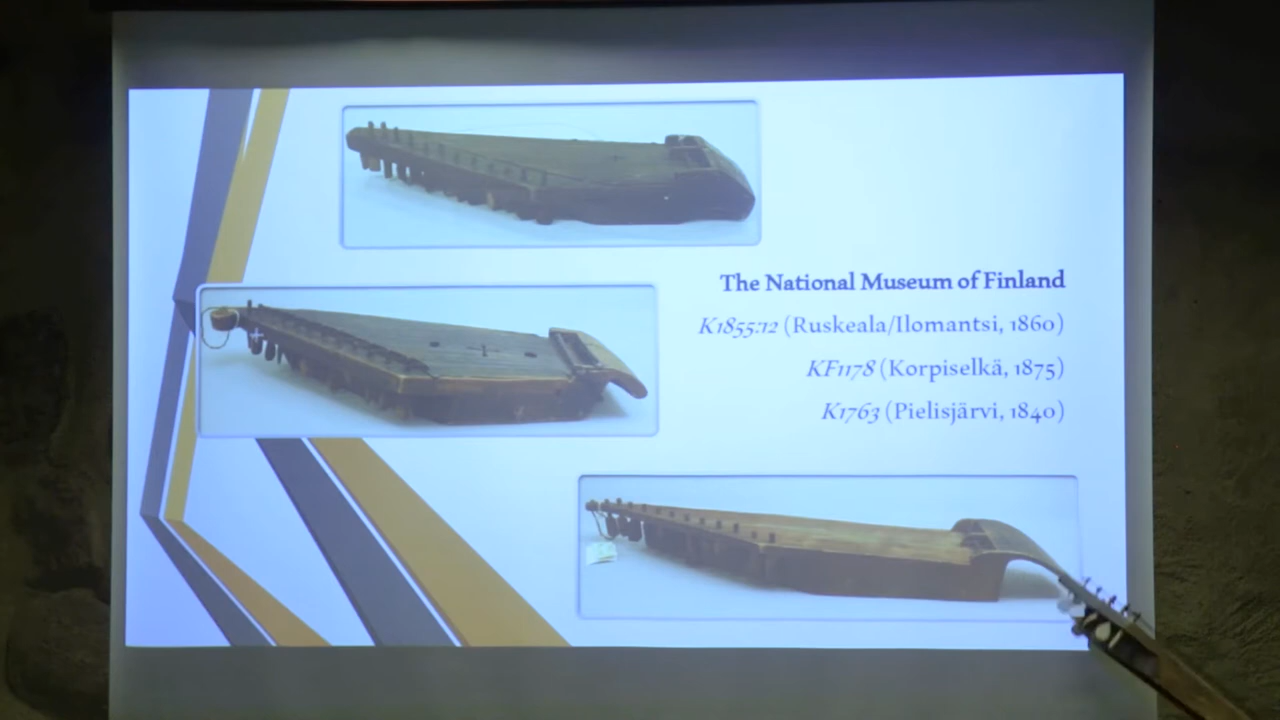 The National Museum of Finland
K1855:12 (Ruskeala/Ilomantsi, 1860)
KF1178 (Korpiselkä, 1875)
K1763 (Pielisjärvi, 1840)